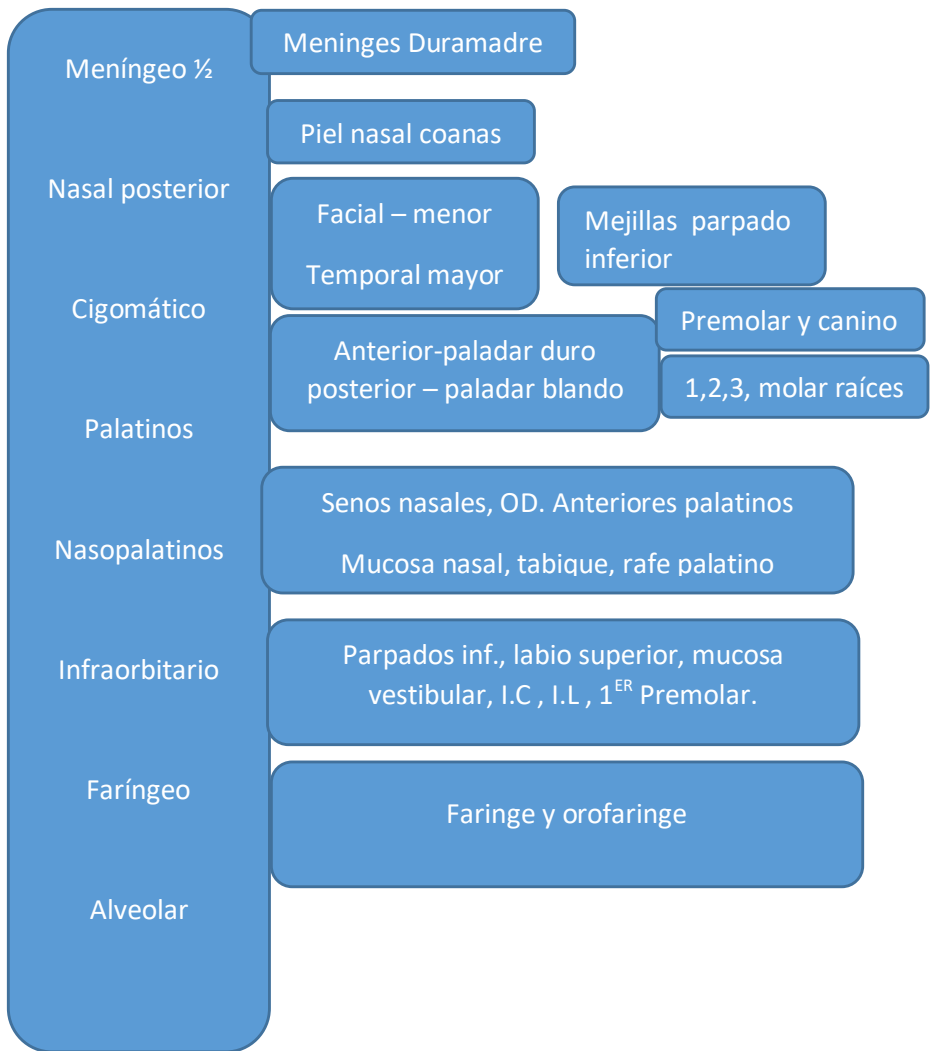 Meníngeo ½
Meninges Duramadre
Piel nasal coanas
Nasal posterior
Facial – menor
Temporal mayor
Mejillas parpado
inferior
Cigomático
Premolar y canino
Anterior-paladar duro
posterior – paladar blando
1,2,3, molar raíces
Palatinos
Senos nasales, OD. Anteriores palatinos
Nasopalatinos
Mucosa nasal, tabique, rafe palatino
Infraorbitario
Parpados inf., labio superior, mucosa
vestibular, I.C , I.L , 1ER Premolar.
Faríngeo
Faringe y orofaringe
Alveolar